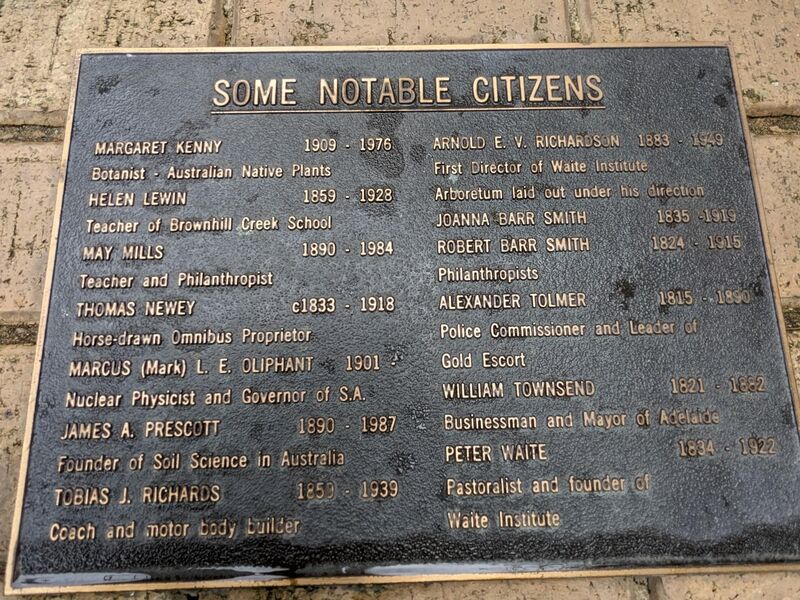 SOME NOTABLE CITIZENS
MARGARET KENNY 1909 - 1976
Botanist - Australian Native Plants
HELEN LEWIN 1859 - 1928
Teacher of Brownhill Creek School
MAY MILLS 1890 - 1984
Teacher and Philanthropist
THOMAS NEWEY c1833 - 1918
Horse-drawn Omnibus Proprietor
MARCUS (Mark) L. E. OLIPHANT 1901 -
Nuclear Physicist and Governor of S.A.
JAMES A. PRESCOTT 1890 - 1987
Founder of Soil Science in Australia
TOBIAS J. RICHARDS 1859 - 1939
Coach and motor body builder
ARNOLD E. V. RICHARDSON 1883 - 1949
First Director of Waite Institute
Arboretum laid out under his direction
JOANNA BARR SMITH 1835 -1919
ROBERT BARR SMITH 1824 - 1915
Philanthropists
ALEXANDER TOLMER 1815 - 1890
Police Commissioner and Leader of
Gold Escort
WILLIAM TOWNSEND 1821 - 1882
Businessman and Mayor of Adelaide
PETER WAITE 1834 - 1922
Pastoralist and founder of
Waite Institute